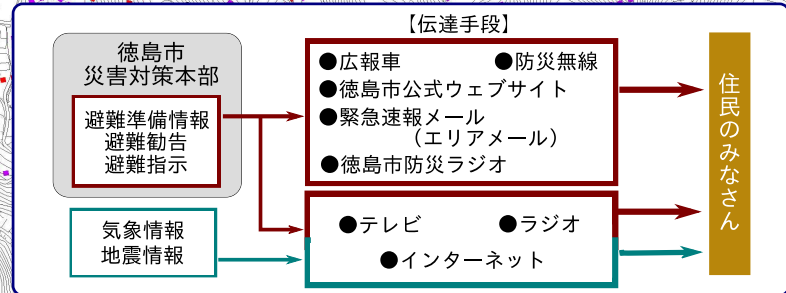 【伝達手段】
徳島市
災害対策本部
避難準備情報
避難勧告
避難指示
気象情報
地震情報
●広報車 ●防災無線
●徳島市公式ウェブサイト
●緊急速報メール
（エリアメール）
●徳島市防災ラジオ
●テレビ ●ラジオ
●インターネット
住民のみなさん